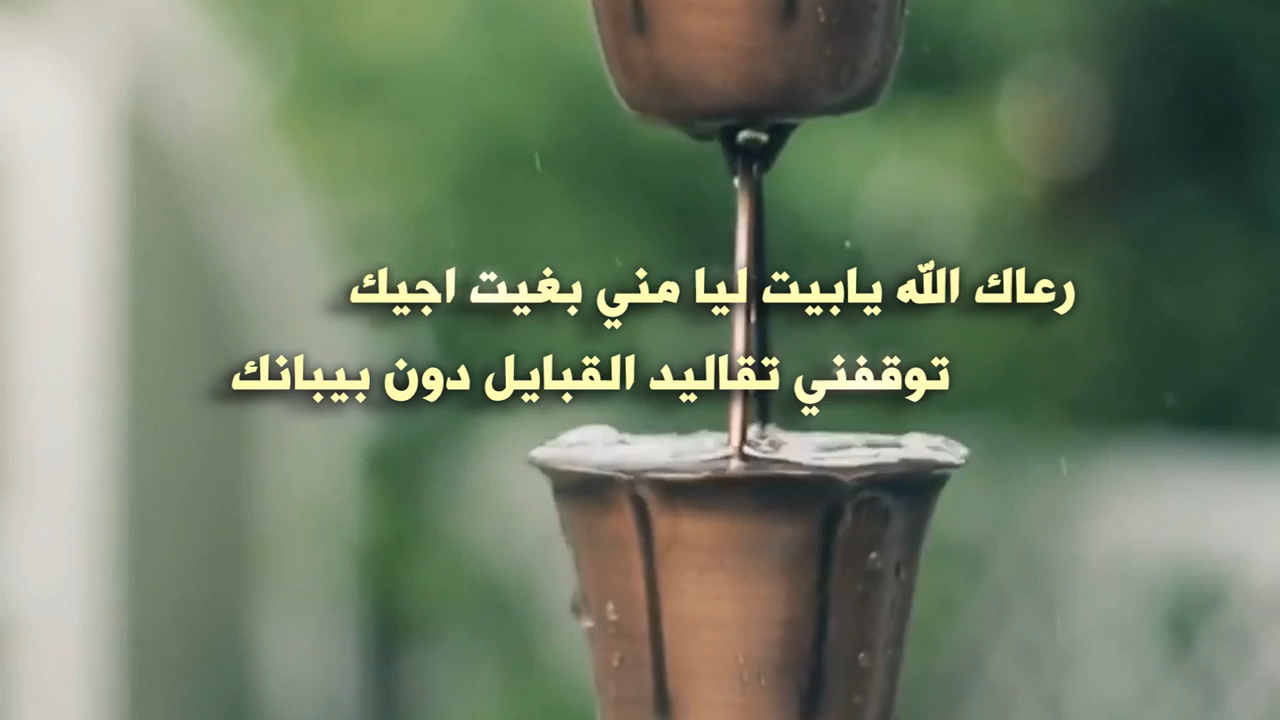 رعاك الله يابيت ليا مني بغيت اجيك
توقفني تقاليد القبايل دون بيبانك